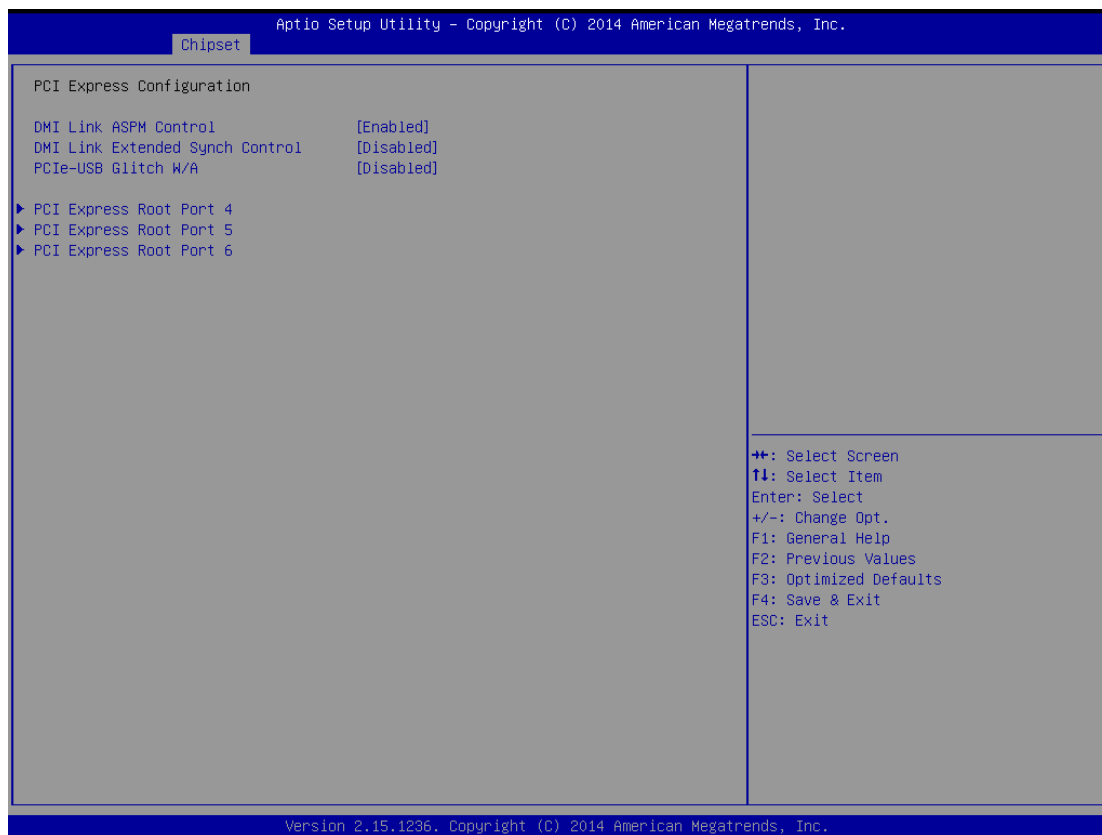 Aptio Setup Utility – Copyright (C) 2014 American Megatrends, Inc.
Chipset
PCI Express Configuration
DMI Link ASPM Control [Enabled]
DMI Link Extended Synch Control [Disabled]
PCIe-USB Glitch W/A [Disabled]
▶ PCI Express Root Port 4
▶ PCI Express Root Port 5
▶ PCI Express Root Port 6
→←: Select Screen
↑↓: Select Item
Enter: Select
+/-: Change Opt.
F1: General Help
F2: Previous Values
F3: Optimized Defaults
F4: Save & Exit
ESC: Exit
Version 2.15.1236. Copyright (C) 2014 American Megatrends, Inc.